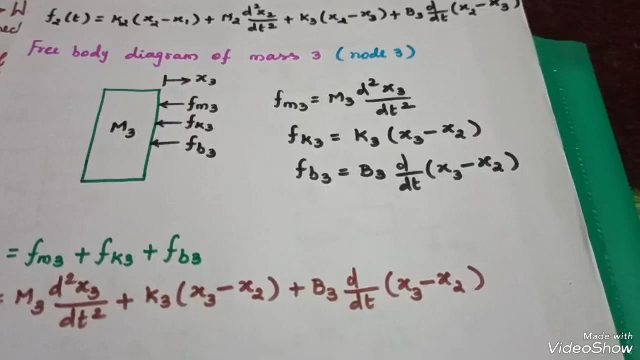 f₂(t) = K₂(x₂-x₁) + M₂ d²x₂/dt² + K₃(x₂-x₃) + B₃ d/dt (x₂-x₃)
Free body diagram of mass 3 (node 3)
x₃
M₃
fm₃
fK₃
fb₃
fm₃ = M₃ d²x₃/dt²
fK₃ = K₃ (x₃-x₂)
fb₃ = B₃ d/dt (x₃-x₂)
= fm₃ + fK₃ + fb₃
= M₃ d²x₃/dt² + K₃ (x₃-x₂) + B₃ d/dt (x₃-x₂)
Made with
VideoShow